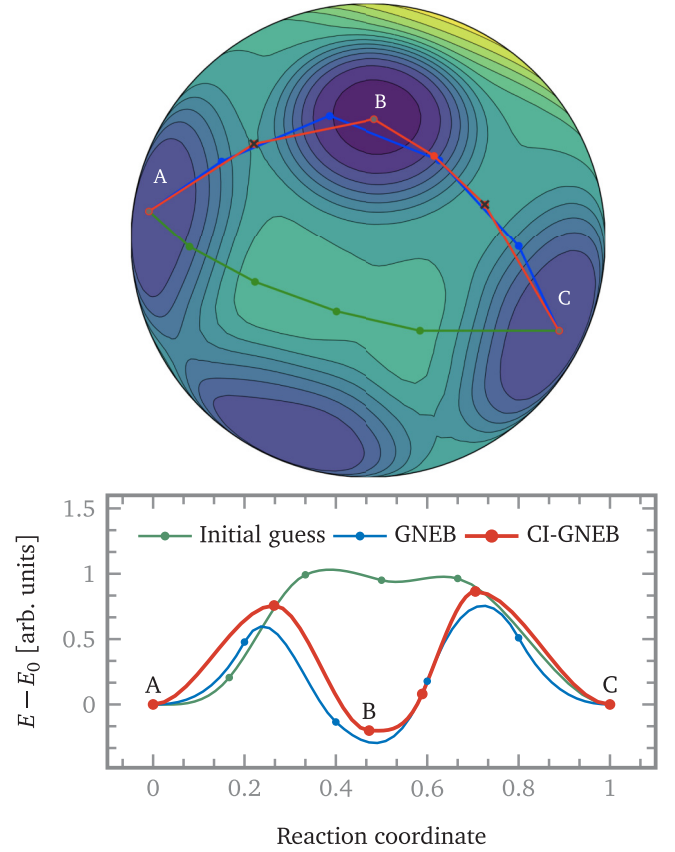 B
A
C
E − E₀ [arb. units]
1.5
1
0.5
0
Initial guess
GNEB
CI-GNEB
A
B
C
0
0.2
0.4
0.6
0.8
1
Reaction coordinate